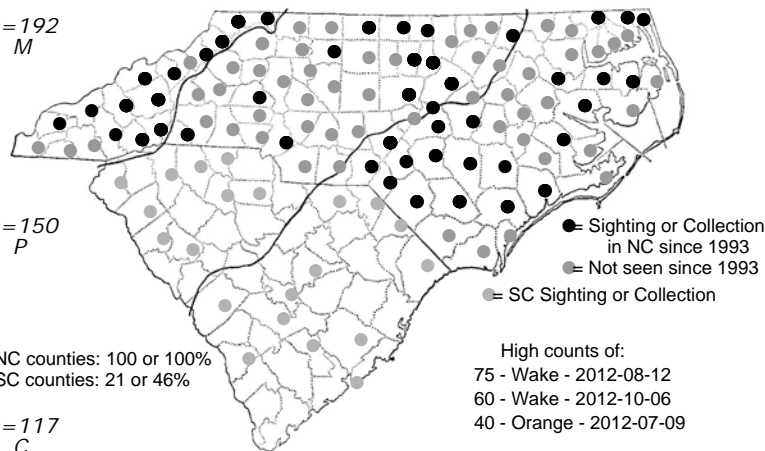 =192
M
=150
P
= Sighting or Collection
in NC since 1993
= Not seen since 1993
= SC Sighting or Collection
NC counties: 100 or 100%
SC counties: 21 or 46%
High counts of:
75 - Wake - 2012-08-12
60 - Wake - 2012-10-06
40 - Orange - 2012-07-09
=117
C